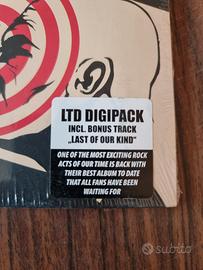 LTD DIGIPACK
INCL. BONUS TRACK
„LAST OF OUR KIND"
ONE OF THE MOST EXCITING ROCK
ACTS OF OUR TIME IS BACK WITH
THEIR BEST ALBUM TO DATE
THAT ALL FANS HAVE BEEN
WAITING FOR
subito